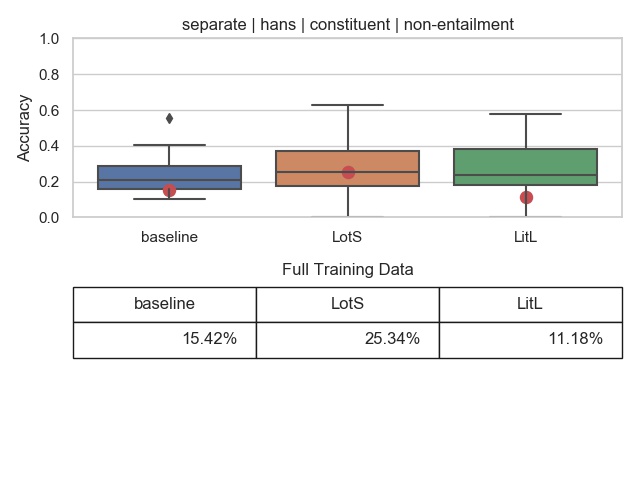 separate | hans | constituent | non-entailment
1.0
0.8
0.6
0.4
0.2
0.0
Accuracy
baseline LotS LitL
Full Training Data
baseline LotS LitL
15.42% 25.34% 11.18%